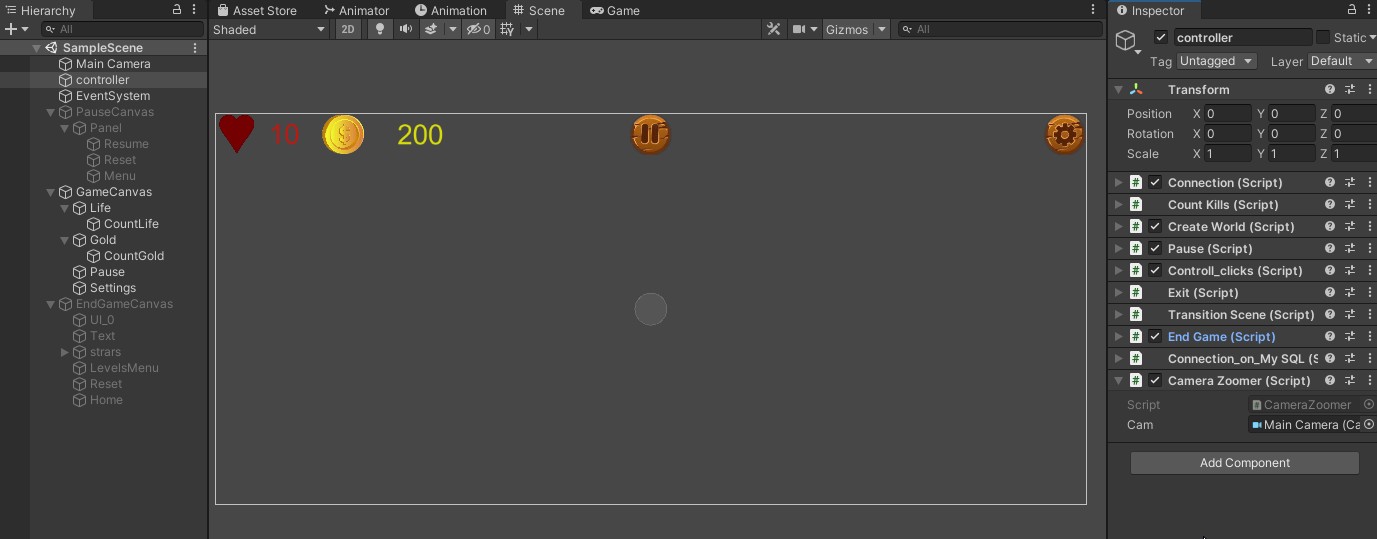 Hierarchy
All
SampleScene
Main Camera
controller
EventSystem
PauseCanvas
Panel
Resume
Reset
Menu
GameCanvas
Life
CountLife
Gold
CountGold
Pause
Settings
EndGameCanvas
UI_0
Text
strars
LevelsMenu
Reset
Home
Asset Store Animator Animation Scene Game
Shaded 2D 0 Gizmos All
10 200
Inspector
controller Static
Tag Untagged Layer Default
Transform
Position X 0 Y 0 Z 0
Rotation X 0 Y 0 Z 0
Scale X 1 Y 1 Z 1
# Connection (Script)
# Count Kills (Script)
# Create World (Script)
# Pause (Script)
# Controll_clicks (Script)
# Exit (Script)
# Transition Scene (Script)
# End Game (Script)
# Connection_on_My SQL (S
# Camera Zoomer (Script)
Script CameraZoomer
Cam Main Camera (Ca
Add Component